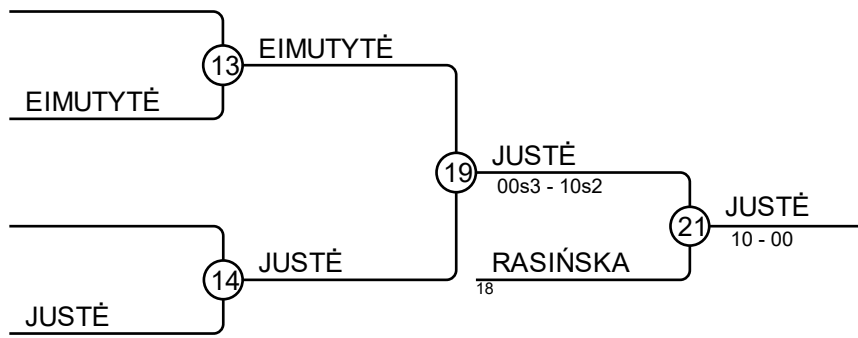 13
EIMUTYTĖ
EIMUTYTĖ
19
JUSTĖ
00s3 - 10s2
21
JUSTĖ
10 - 00
14
JUSTĖ
RASIŃSKA
18
JUSTĖ